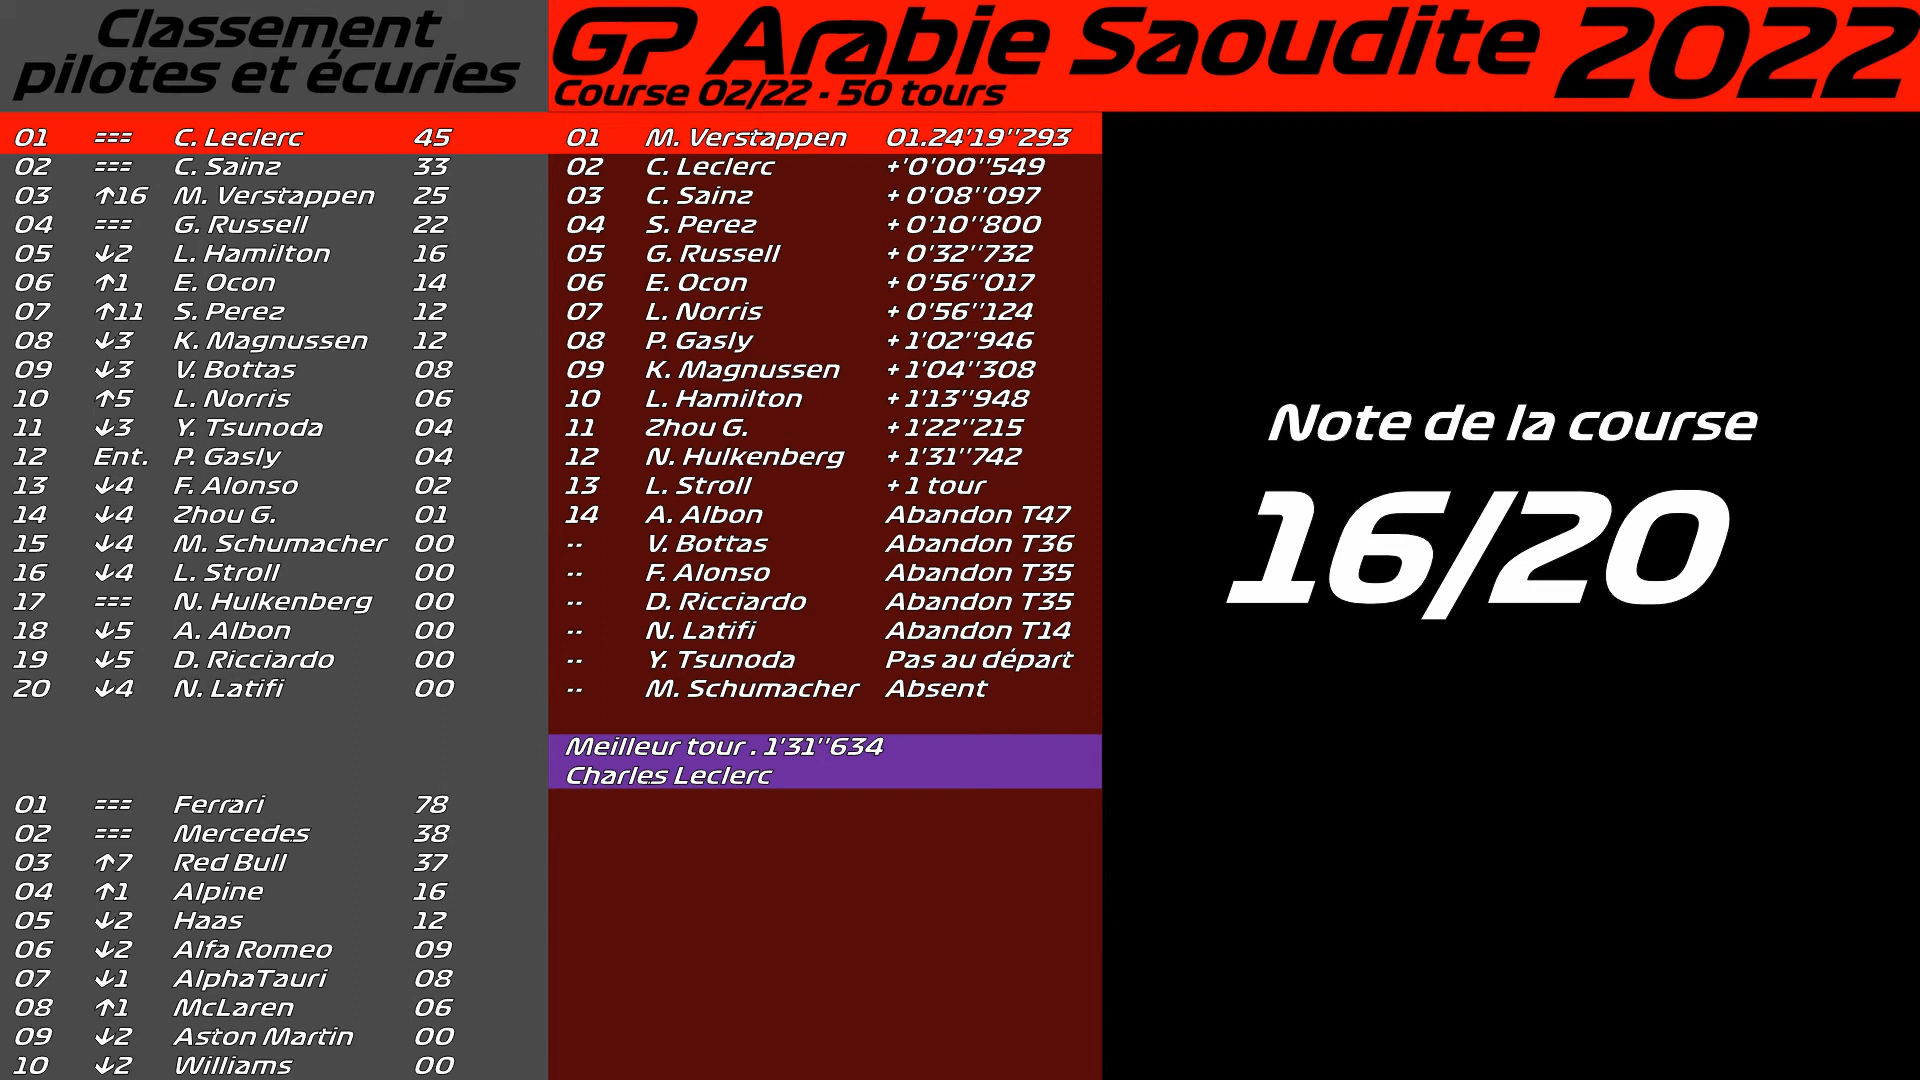 Classement
pilotes et écuries
GP Arabie Saoudite 2022
Course 02/22 - 50 tours
01 === C. Leclerc 45
02 === C. Sainz 33
03 ↑16 M. Verstappen 25
04 === G. Russell 22
05 ↓2 L. Hamilton 16
06 ↑1 E. Ocon 14
07 ↑11 S. Perez 12
08 ↓3 K. Magnussen 12
09 ↓3 V. Bottas 08
10 ↑5 L. Norris 06
11 ↓3 Y. Tsunoda 04
12 Ent. P. Gasly 04
13 ↓4 F. Alonso 02
14 ↓4 Zhou G. 01
15 ↓4 M. Schumacher 00
16 ↓4 L. Stroll 00
17 === N. Hulkenberg 00
18 ↓5 A. Albon 00
19 ↓5 D. Ricciardo 00
20 ↓4 N. Latifi 00
01 === Ferrari 78
02 === Mercedes 38
03 ↑7 Red Bull 37
04 ↑1 Alpine 16
05 ↓2 Haas 12
06 ↓2 Alfa Romeo 09
07 ↓1 AlphaTauri 08
08 ↑1 McLaren 06
09 ↓2 Aston Martin 00
10 ↓2 Williams 00
01 M. Verstappen 01.24'19''293
02 C. Leclerc +'0'00''549
03 C. Sainz + 0'08''097
04 S. Perez + 0'10''800
05 G. Russell + 0'32''732
06 E. Ocon + 0'56''017
07 L. Norris + 0'56''124
08 P. Gasly + 1'02''946
09 K. Magnussen + 1'04''308
10 L. Hamilton + 1'13''948
11 Zhou G. + 1'22''215
12 N. Hulkenberg + 1'31''742
13 L. Stroll + 1 tour
14 A. Albon Abandon T47
-- V. Bottas Abandon T36
-- F. Alonso Abandon T35
-- D. Ricciardo Abandon T35
-- N. Latifi Abandon T14
-- Y. Tsunoda Pas au départ
-- M. Schumacher Absent
Meilleur tour . 1'31''634
Charles Leclerc
Note de la course
16/20